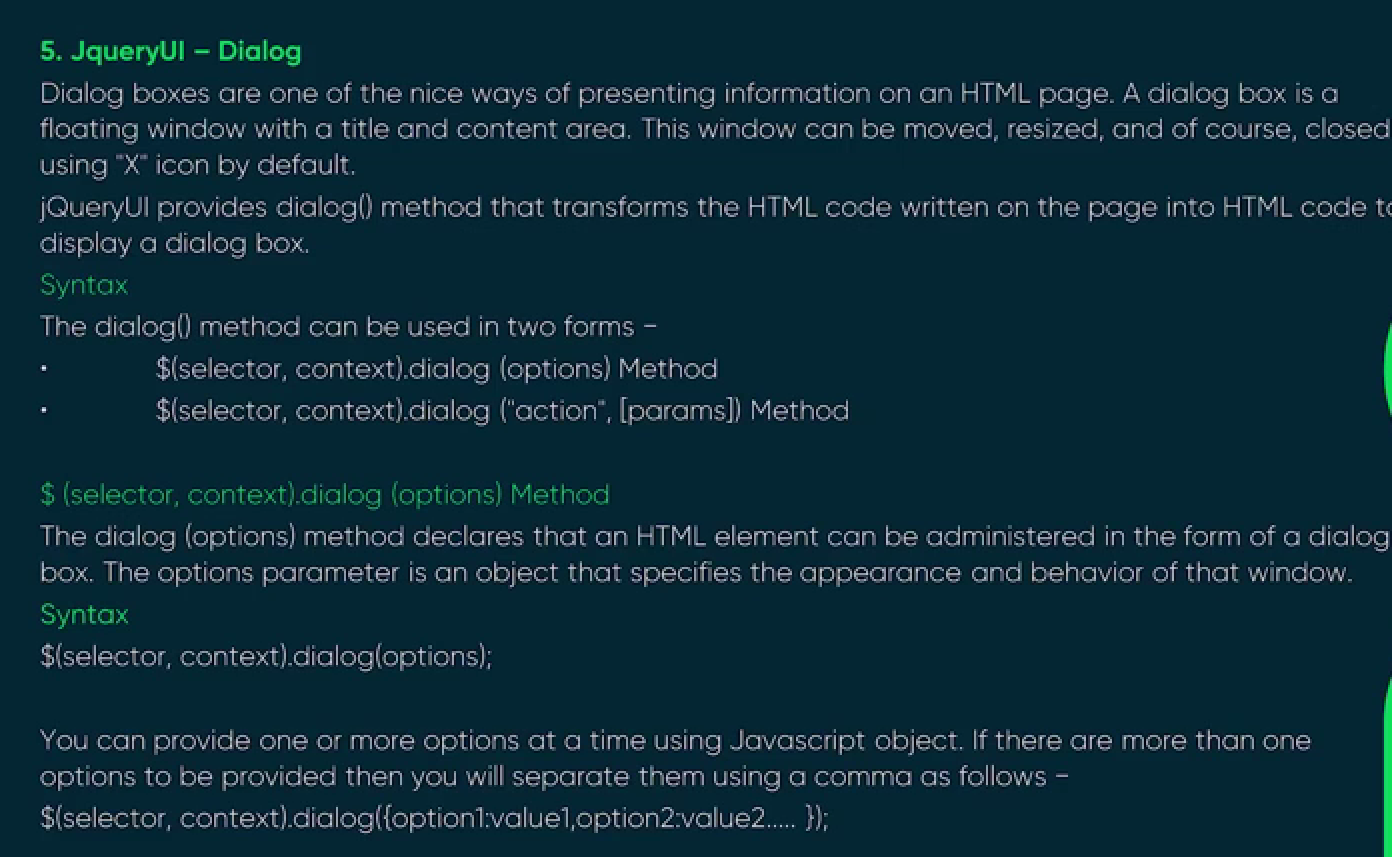 5. JqueryUI – Dialog
Dialog boxes are one of the nice ways of presenting information on an HTML page. A dialog box is a
floating window with a title and content area. This window can be moved, resized, and of course, closed
using "X" icon by default.
jQueryUI provides dialog() method that transforms the HTML code written on the page into HTML code to
display a dialog box.
Syntax
The dialog() method can be used in two forms –
• $(selector, context).dialog (options) Method
• $(selector, context).dialog ("action", [params]) Method
$ (selector, context).dialog (options) Method
The dialog (options) method declares that an HTML element can be administered in the form of a dialog
box. The options parameter is an object that specifies the appearance and behavior of that window.
Syntax
$(selector, context).dialog(options);
You can provide one or more options at a time using Javascript object. If there are more than one
options to be provided then you will separate them using a comma as follows –
$(selector, context).dialog({option1:value1,option2:value2..... });